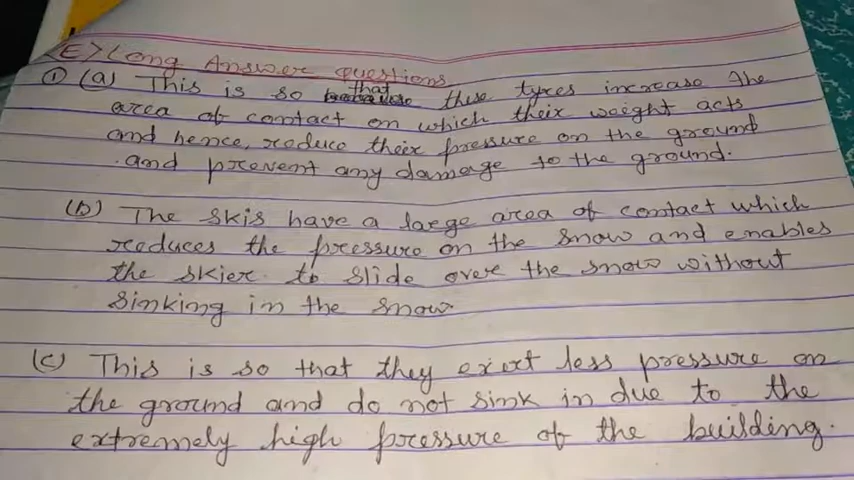 (E) Long Answer questions
① (a) This is so that these tyres increase the
area of contact on which their weight acts
and hence, reduce their pressure on the ground
and prevent any damage to the ground.
(b) The skis have a large area of contact which
reduces the pressure on the snow and enables
the skier to slide over the snow without
sinking in the snow
(c) This is so that they exert less pressure on
the ground and do not sink in due to the
extremely high pressure of the building.